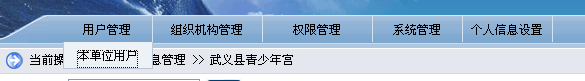 用户管理 组织机构管理 权限管理 系统管理 个人信息设置
本单位用户
当前操 息管理 >> 武义县青少年宫